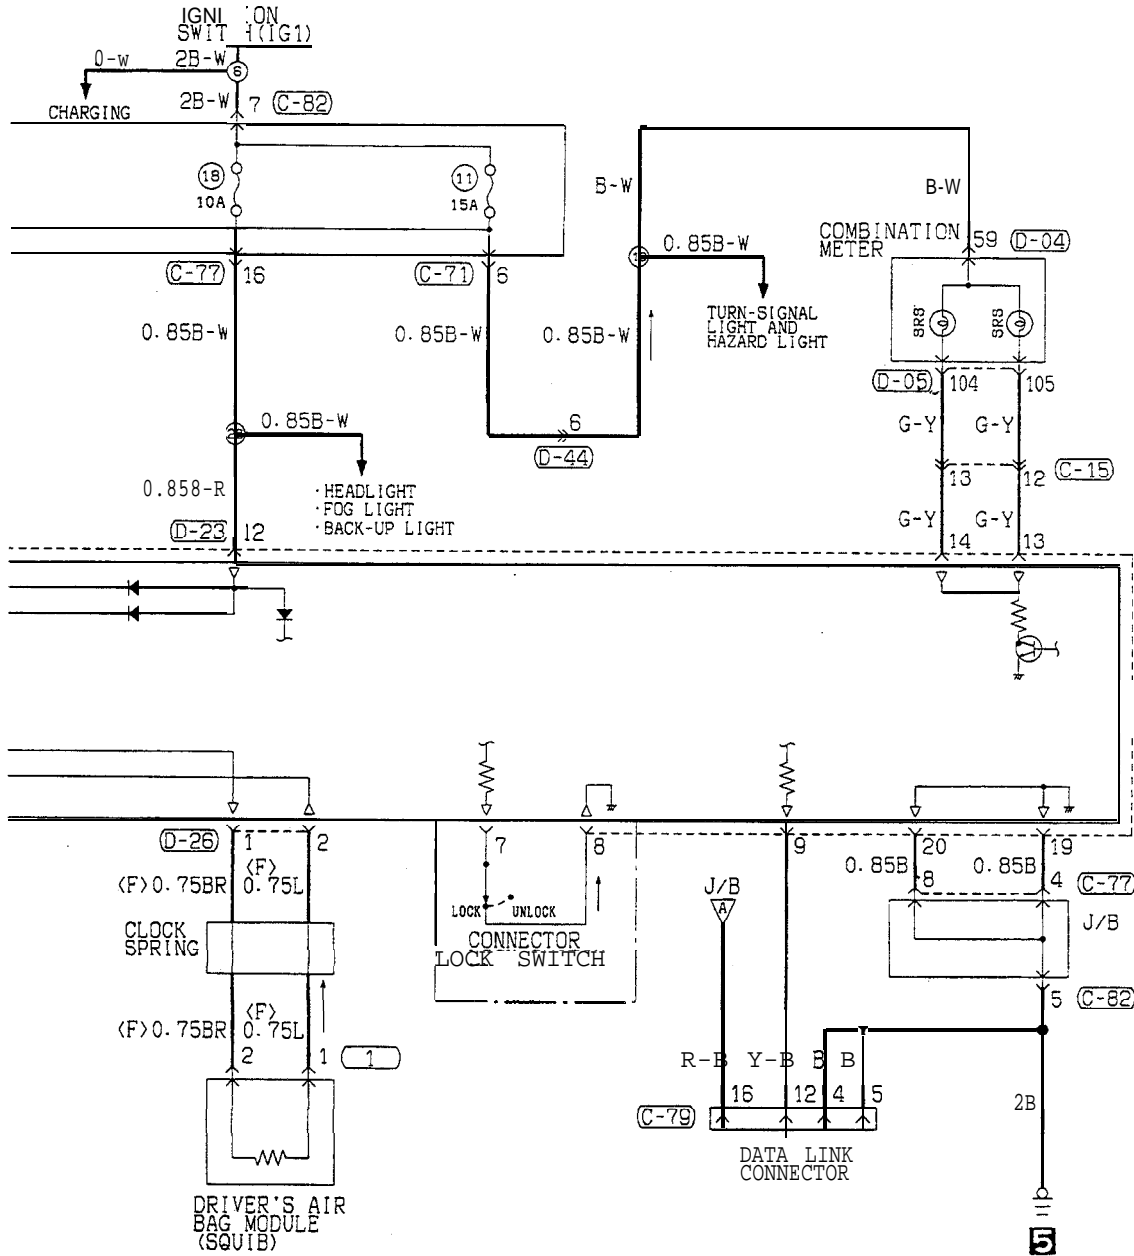 IGNI ION
SWIT H(IG1)
0-w
2B-W
6
CHARGING
2B-W
7
C-82
18
10A
11
15A
B-W
B-W
COMBINATION
METER
59
D-04
1
0.85B-W
C-77
16
C-71
6
TURN-SIGNAL
LIGHT AND
HAZARD LIGHT
SRS
SRS
0.85B-W
0.85B-W
0.85B-W
D-05
104
105
0.85B-W
6
D-44
G-Y
G-Y
13
12
C-15
0.858-R
·HEADLIGHT
·FOG LIGHT
·BACK-UP LIGHT
D-23
12
G-Y
G-Y
14
13
D-26
1
2
7
8
9
20
19
<F>0.75BR
<F>
0.75L
0.85B
0.85B
8
4
C-77
J/B
A
LOCK
UNLOCK
CLOCK
SPRING
CONNECTOR
LOCK SWITCH
J/B
5
C-82
<F>0.75BR
<F>
0.75L
2
1
1
R-B
Y-B
B
B
16
12
4
5
C-79
2B
DATA LINK
CONNECTOR
DRIVER'S AIR
BAG MODULE
(SQUIB)
5